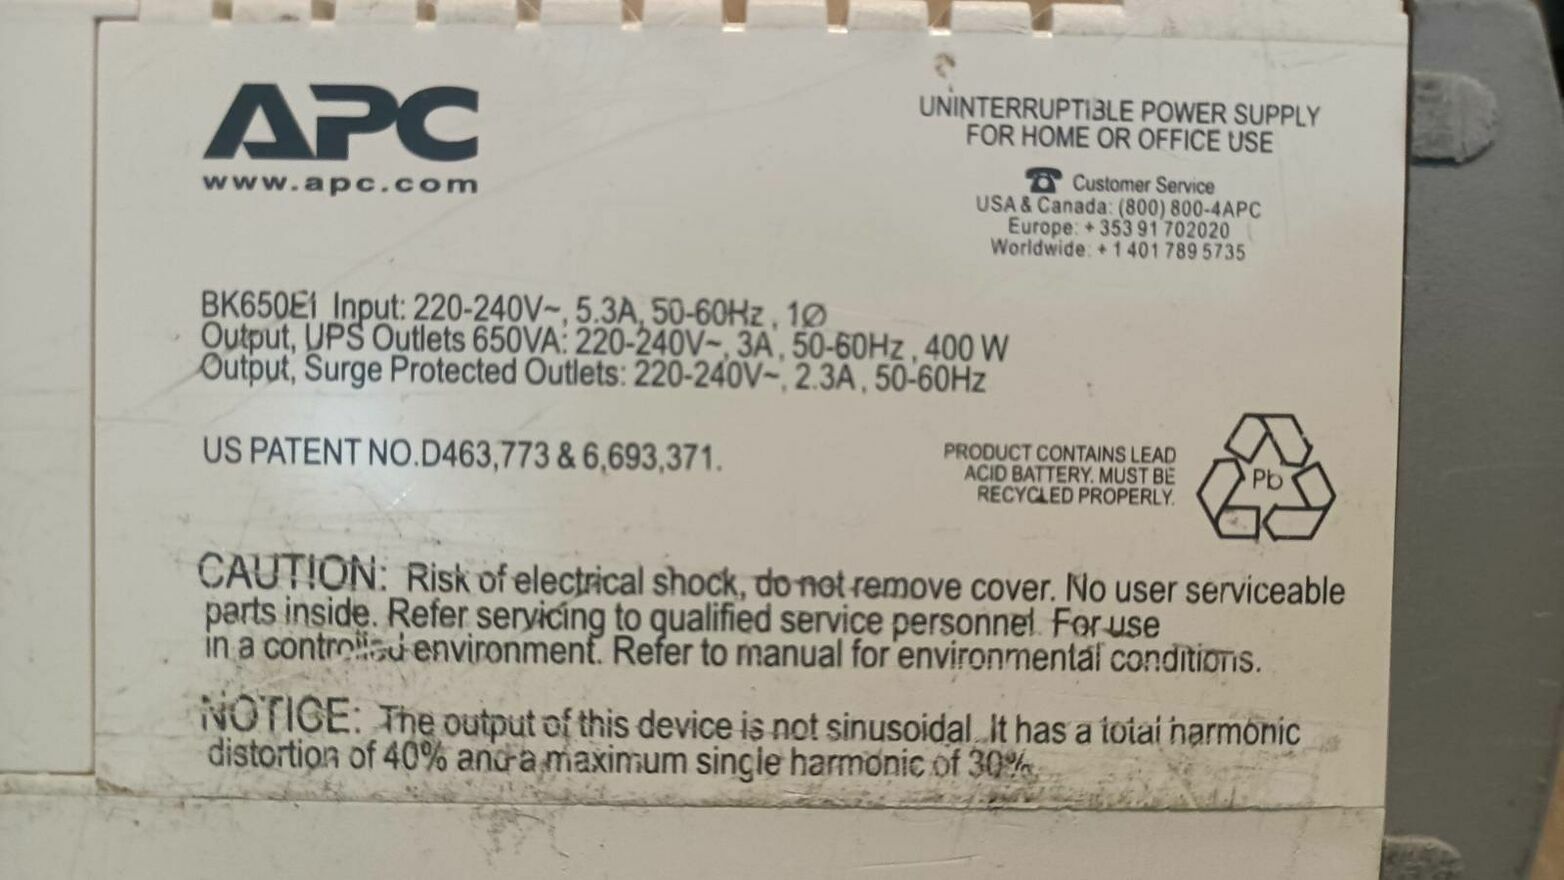 APC
www.apc.com
UNINTERRUPTIBLE POWER SUPPLY
FOR HOME OR OFFICE USE
Customer Service
USA & Canada: (800) 800-4APC
Europe: + 353 91 702020
Worldwide: + 1 401 789 5735
BK650EI Input: 220-240V~, 5.3A, 50-60Hz, 1Ø
Output, UPS Outlets 650VA: 220-240V~, 3A, 50-60Hz, 400 W
Output, Surge Protected Outlets: 220-240V~, 2.3A, 50-60Hz
US PATENT NO.D463,773 & 6,693,371.
PRODUCT CONTAINS LEAD
ACID BATTERY. MUST BE
RECYCLED PROPERLY.
Pb
CAUTION: Risk of electrical shock, do not remove cover. No user serviceable
parts inside. Refer servicing to qualified service personnel. For use
in a controlled environment. Refer to manual for environmental conditions.
NOTICE: The output of this device is not sinusoidal. It has a total harmonic
distortion of 40% and a maximum single harmonic of 30%.